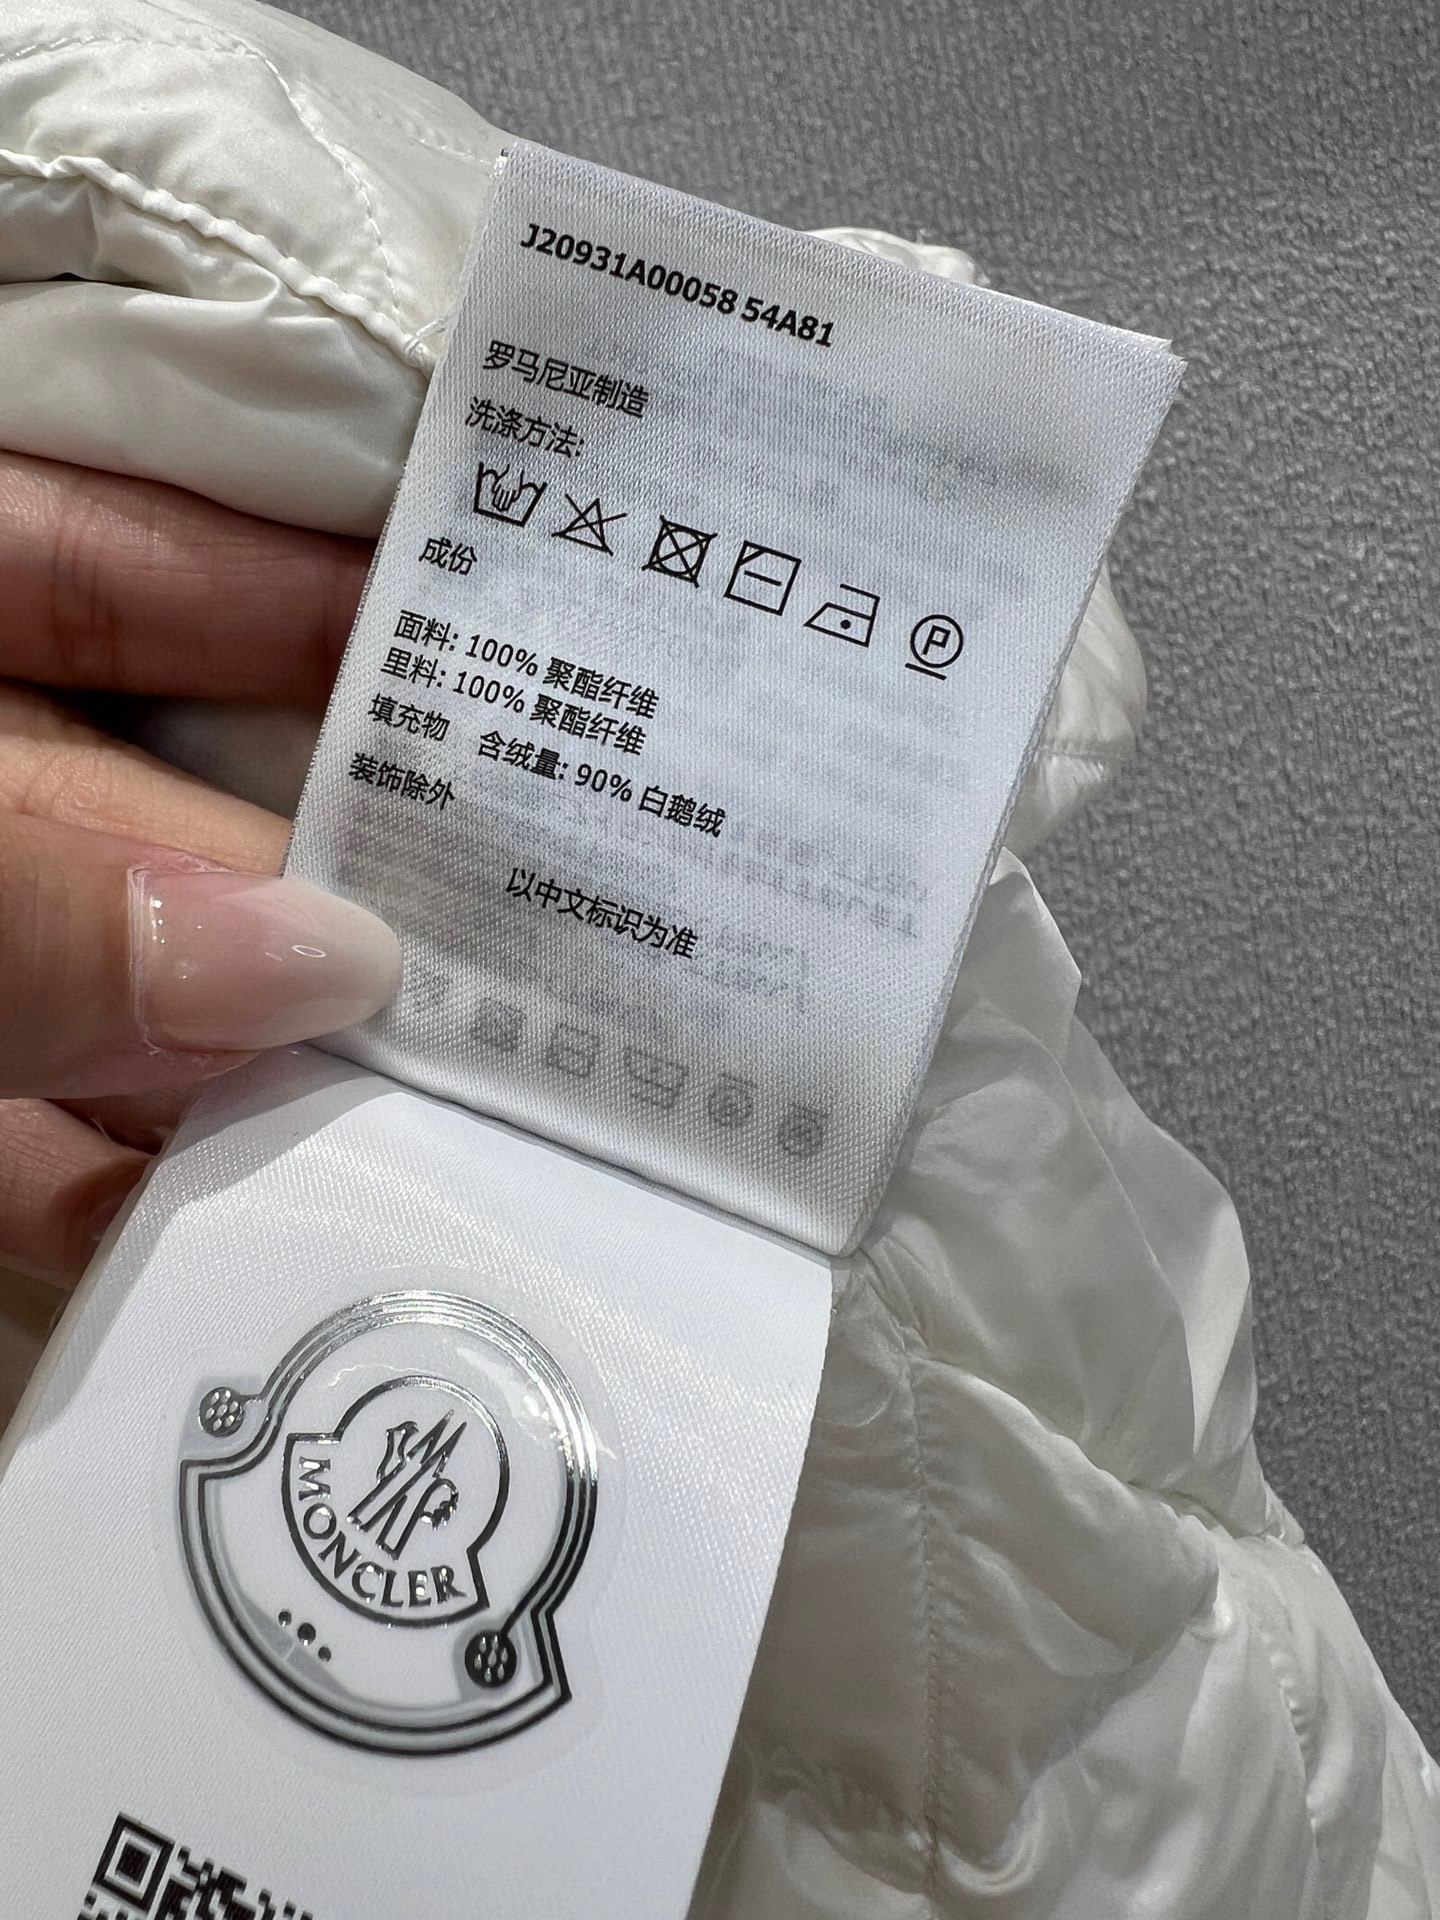 J20931A00058 54A81
罗马尼亚制造
洗涤方法:
P
成份
面料: 100% 聚酯纤维
里料: 100% 聚酯纤维
填充物 含绒量: 90% 白鹅绒
装饰除外
以中文标识为准
MONCLER